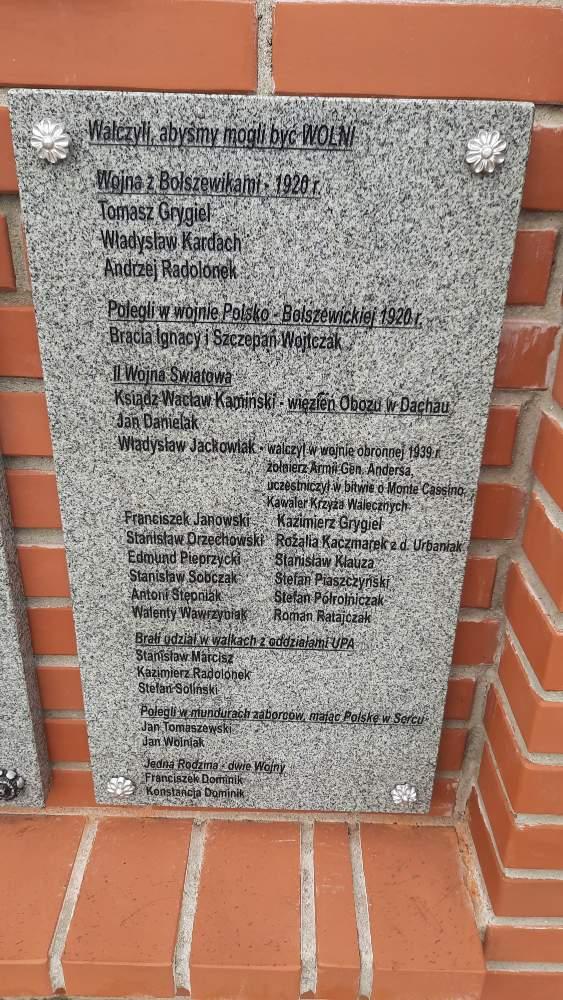 Walczyli, abyśmy mogli być WOLNI
Wojna z Bolszewikami - 1920 r.
Tomasz Grygiel
Władysław Kardach
Andrzej Radolonek
Polegli w wojnie Polsko - Bolszewickiej 1920 r.
Bracia Ignacy i Szczepan Wojtczak
II Wojna Światowa
Ksiądz Wacław Kamiński - więzień Obozu w Dachau
Jan Danielak
Władysław Jackowiak - walczył w wojnie obronnej 1939 r.
żołnierz Armii Gen. Andersa,
uczestniczył w bitwie o Monte Cassino,
Kawaler Krzyża Walecznych
Franciszek Janowski Kazimierz Grygiel
Stanisław Orzechowski Rozalia Kaczmarek z d. Urbaniak
Edmund Pieprzycki Stanisław Klauza
Stanisław Sobczak Stefan Piaszczyński
Antoni Stępniak Stefan Półrolniczak
Walenty Wawrzyniak Roman Ratajczak
Brali udział w walkach z oddziałami UPA
Stanisław Marcisz
Kazimierz Radolonek
Stefan Soliński
Polegli w mundurach zaborców, mając Polskę w Sercu
Jan Tomaszewski
Jan Wolniak
Jedna Rodzina - dwie Wojny
Franciszek Dominik
Konstancja Dominik